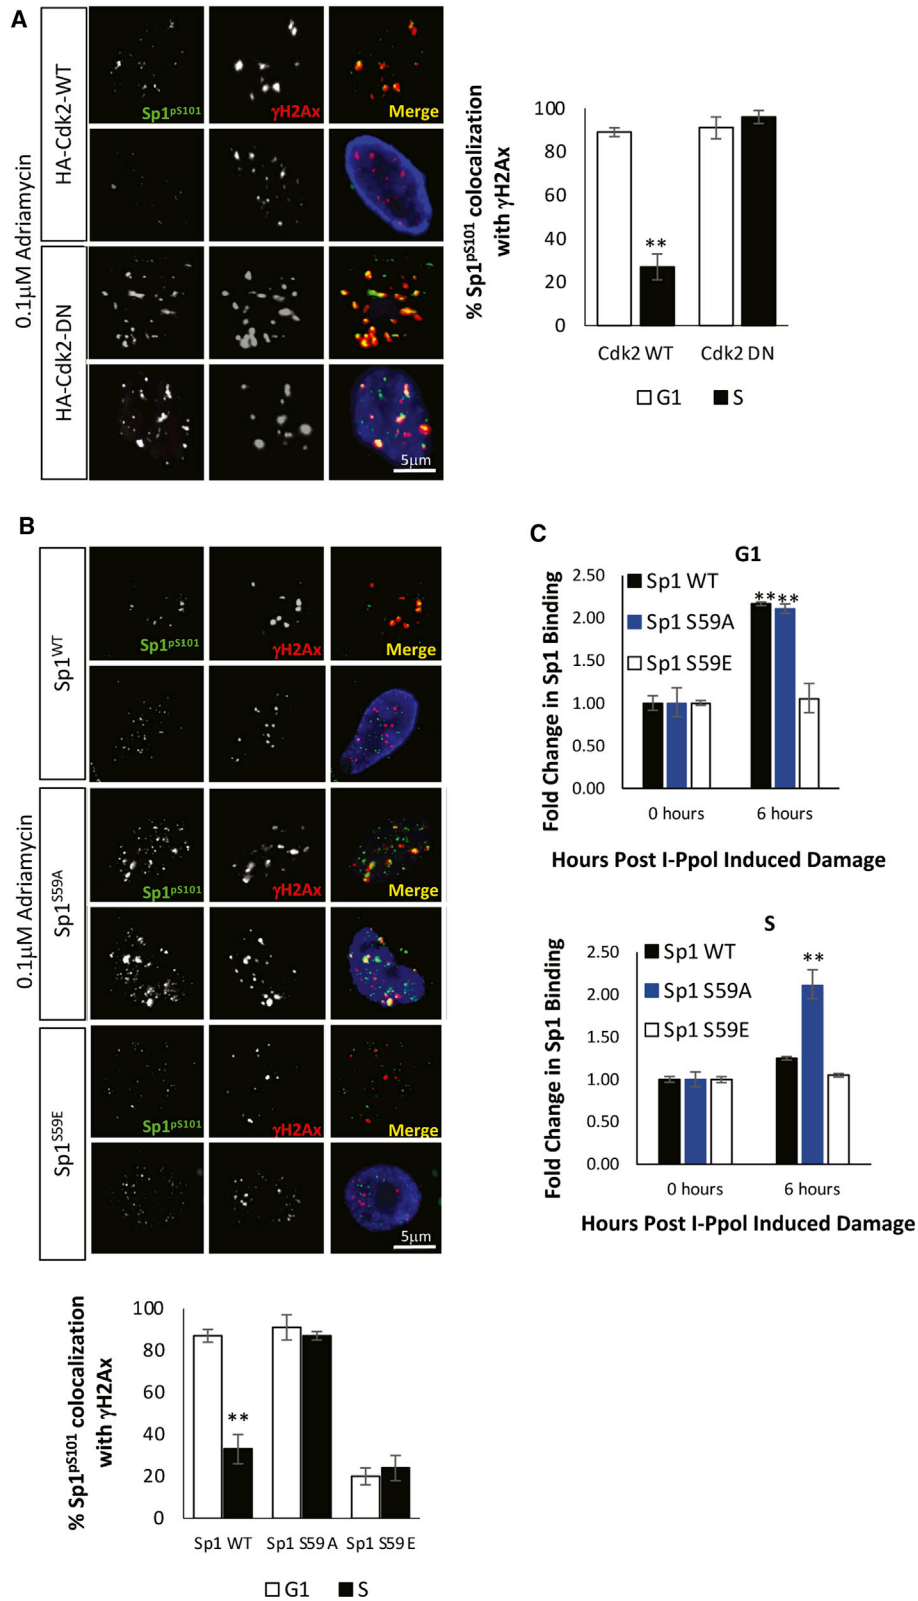 A
0.1μM Adriamycin
HA-Cdk2-WT
Sp1pS101
γH2Ax
Merge
HA-Cdk2-DN
5μm
% Sp1pS101 colocalization
with γH2Ax
100
80
60
40
20
0
**
Cdk2 WT
Cdk2 DN
G1
S
B
0.1μM Adriamycin
Sp1WT
Sp1pS101
γH2Ax
Merge
Sp1S59A
Sp1pS101
γH2Ax
Merge
Sp1S59E
Sp1pS101
γH2Ax
Merge
5μm
% Sp1pS101 colocalization
with γH2Ax
100
80
60
40
20
0
**
Sp1 WT
Sp1 S59A
Sp1 S59E
G1
S
C
G1
Fold Change in Sp1 Binding
2.50
2.00
1.50
1.00
0.50
0.00
Sp1 WT
Sp1 S59A
Sp1 S59E
** **
0 hours
6 hours
Hours Post I-PpoI Induced Damage
S
Fold Change in Sp1 Binding
2.50
2.00
1.50
1.00
0.50
0.00
Sp1 WT
Sp1 S59A
Sp1 S59E
**
0 hours
6 hours
Hours Post I-PpoI Induced Damage